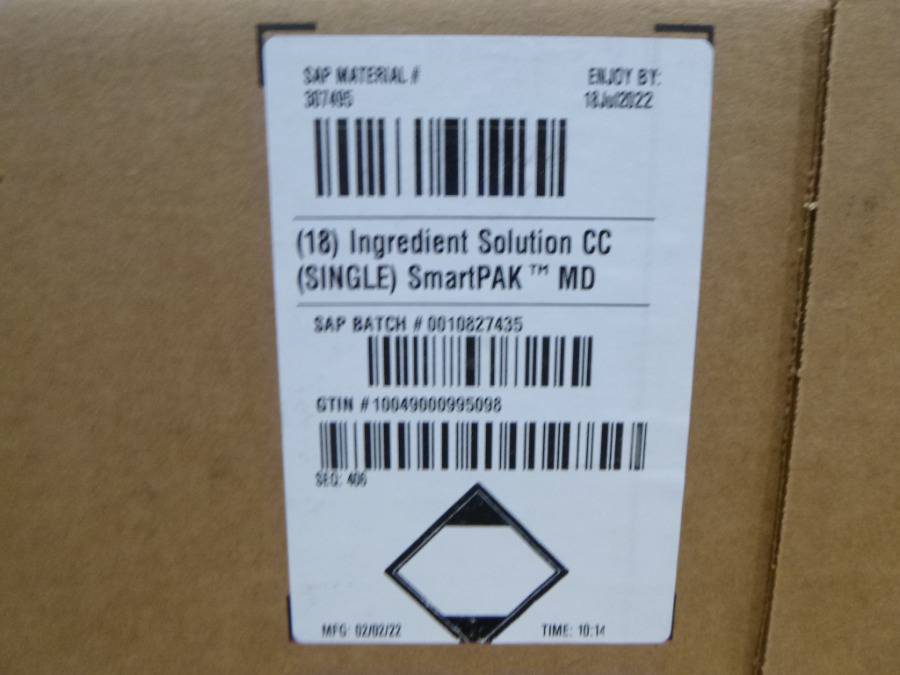 SAP MATERIAL #
307495
ENJOY BY:
18Jul2022
(18) Ingredient Solution CC
(SINGLE) SmartPAK™ MD
SAP BATCH # 0010827435
GTIN # 10049000995098
SEQ: 406
MFG: 02/02/22
TIME: 10:14